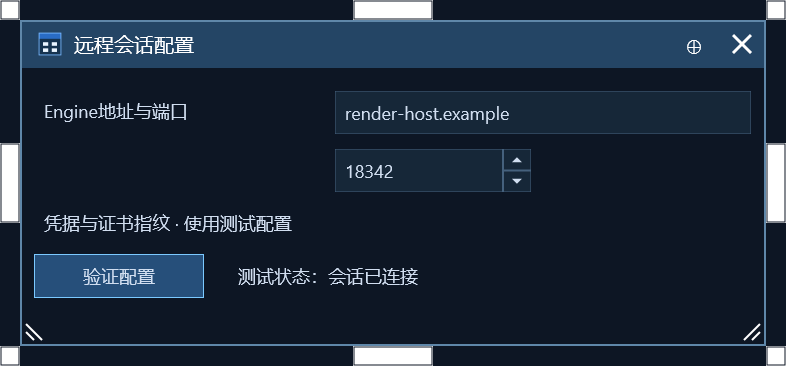 远程会话配置
Engine地址与端口
render-host.example
18342
凭据与证书指纹 · 使用测试配置
验证配置
测试状态：会话已连接